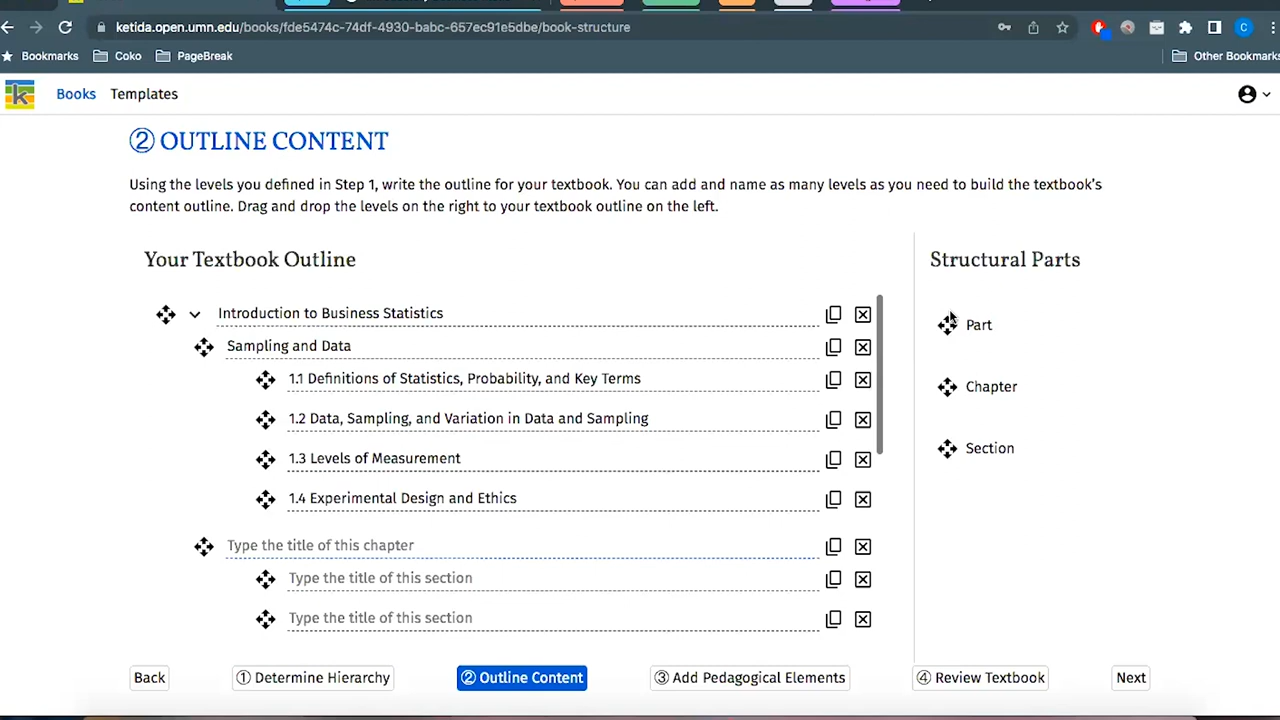 ketida.open.umn.edu/books/fde5474c-74df-4930-babc-657ec91e5dbe/book-structure
C
Bookmarks
Coko
PageBreak
Other Bookmarks
k
Books
Templates
② OUTLINE CONTENT
Using the levels you defined in Step 1, write the outline for your textbook. You can add and name as many levels as you need to build the textbook's
content outline. Drag and drop the levels on the right to your textbook outline on the left.
Your Textbook Outline
Introduction to Business Statistics
Sampling and Data
1.1 Definitions of Statistics, Probability, and Key Terms
1.2 Data, Sampling, and Variation in Data and Sampling
1.3 Levels of Measurement
1.4 Experimental Design and Ethics
Type the title of this chapter
Type the title of this section
Type the title of this section
Structural Parts
Part
Chapter
Section
Back
① Determine Hierarchy
② Outline Content
③ Add Pedagogical Elements
④ Review Textbook
Next